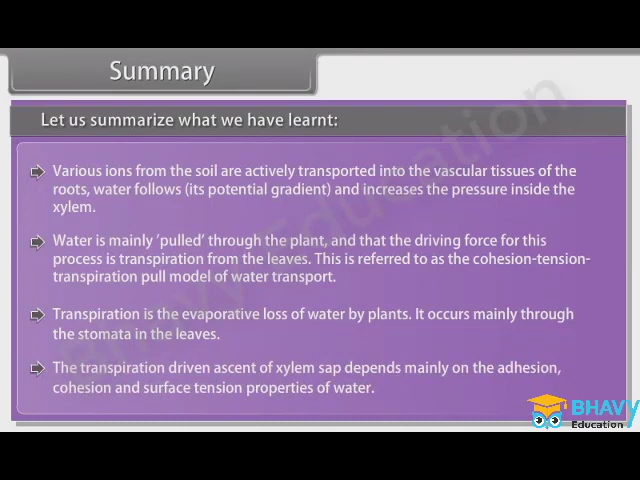 Summary
Let us summarize what we have learnt:
Various ions from the soil are actively transported into the vascular tissues of the
roots, water follows (its potential gradient) and increases the pressure inside the
xylem.
Water is mainly 'pulled' through the plant, and that the driving force for this
process is transpiration from the leaves. This is referred to as the cohesion-tension-
transpiration pull model of water transport.
Transpiration is the evaporative loss of water by plants. It occurs mainly through
the stomata in the leaves.
The transpiration driven ascent of xylem sap depends mainly on the adhesion,
cohesion and surface tension properties of water.
Bhavy Education
BHAVY
Education